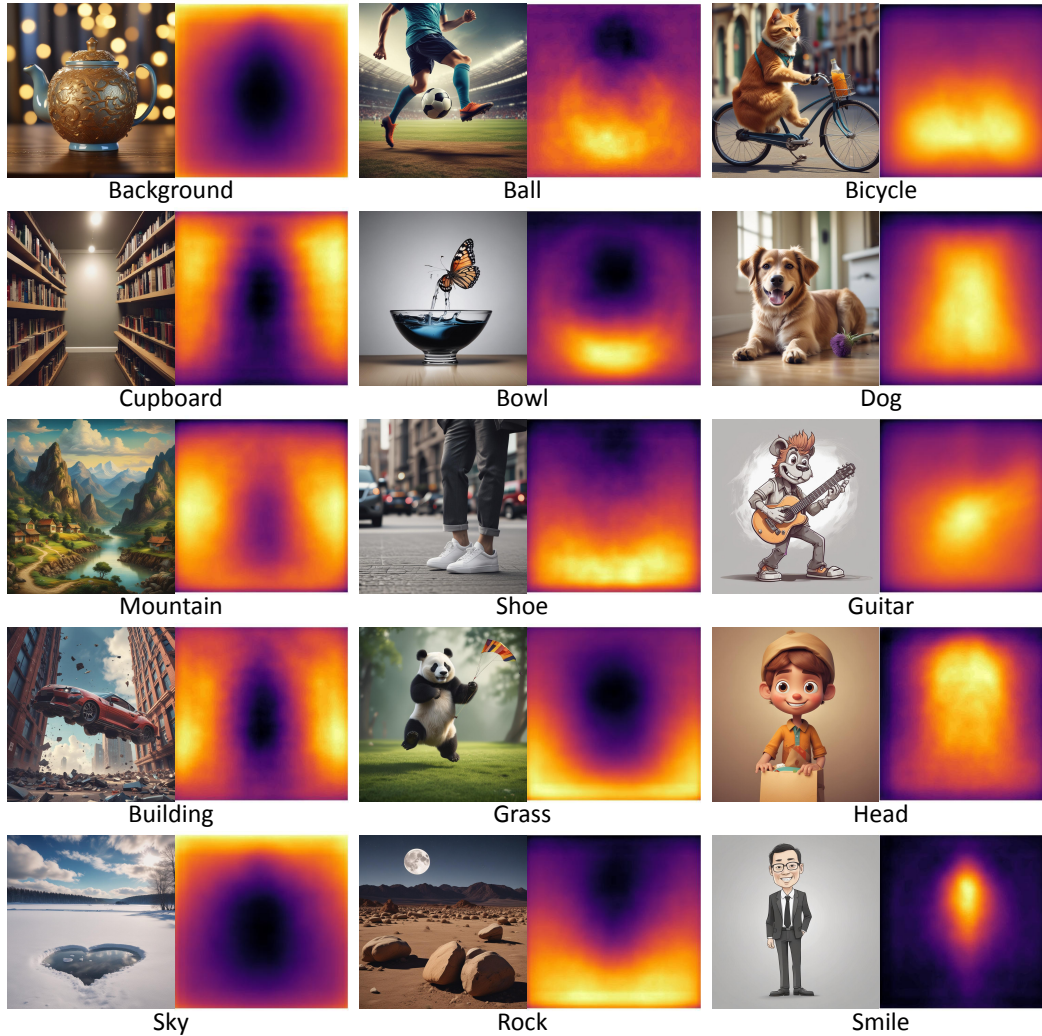 Background
Ball
Bicycle
Cupboard
Bowl
Dog
Mountain
Shoe
Guitar
Building
Grass
Head
Sky
Rock
Smile